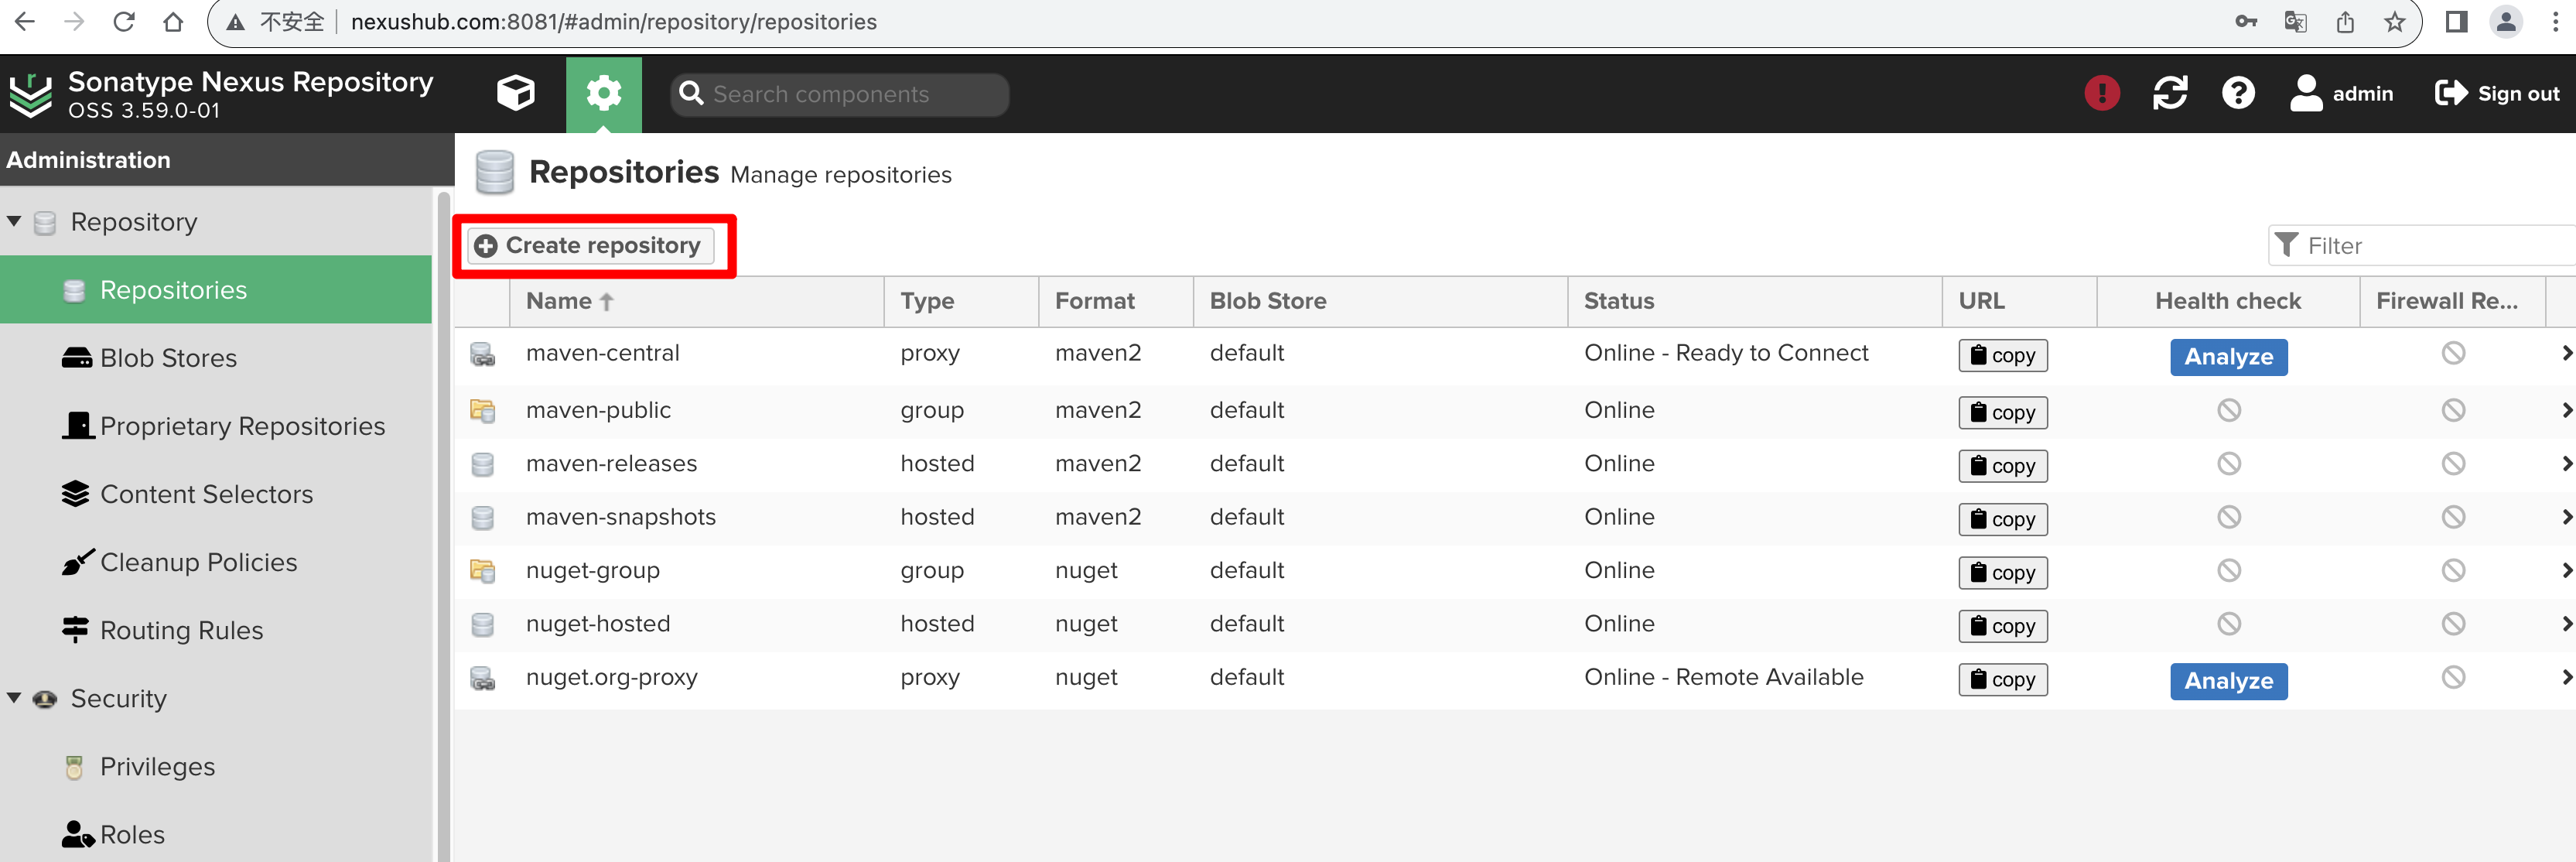 不安全 nexushub.com:8081/#admin/repository/repositories
Sonatype Nexus Repository
OSS 3.59.0-01
Search components
admin
Sign out
Administration
Repository
Repositories
Blob Stores
Proprietary Repositories
Content Selectors
Cleanup Policies
Routing Rules
Security
Privileges
Roles
Repositories Manage repositories
Create repository
Filter
Name Type Format Blob Store Status URL Health check Firewall Re...
maven-central proxy maven2 default Online - Ready to Connect copy Analyze
maven-public group maven2 default Online copy
maven-releases hosted maven2 default Online copy
maven-snapshots hosted maven2 default Online copy
nuget-group group nuget default Online copy
nuget-hosted hosted nuget default Online copy
nuget.org-proxy proxy nuget default Online - Remote Available copy Analyze